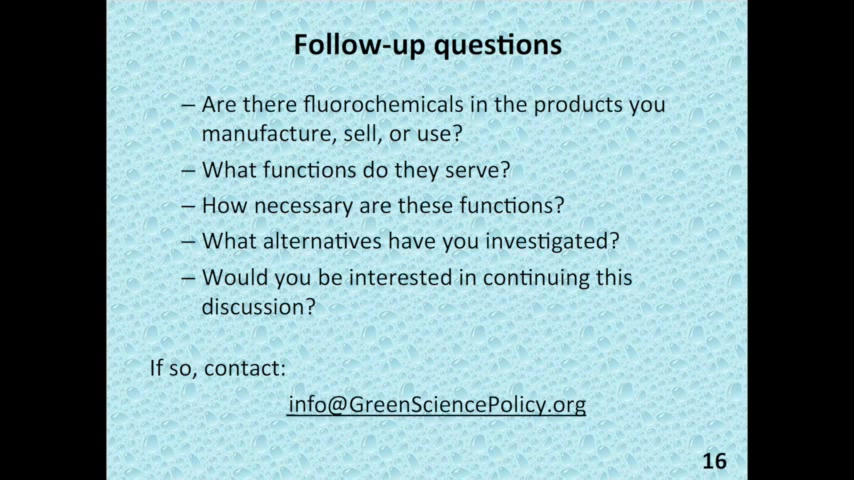 Follow-up questions
– Are there fluorochemicals in the products you
manufacture, sell, or use?
– What functions do they serve?
– How necessary are these functions?
– What alternatives have you investigated?
– Would you be interested in continuing this
discussion?
If so, contact:
info@GreenSciencePolicy.org
16